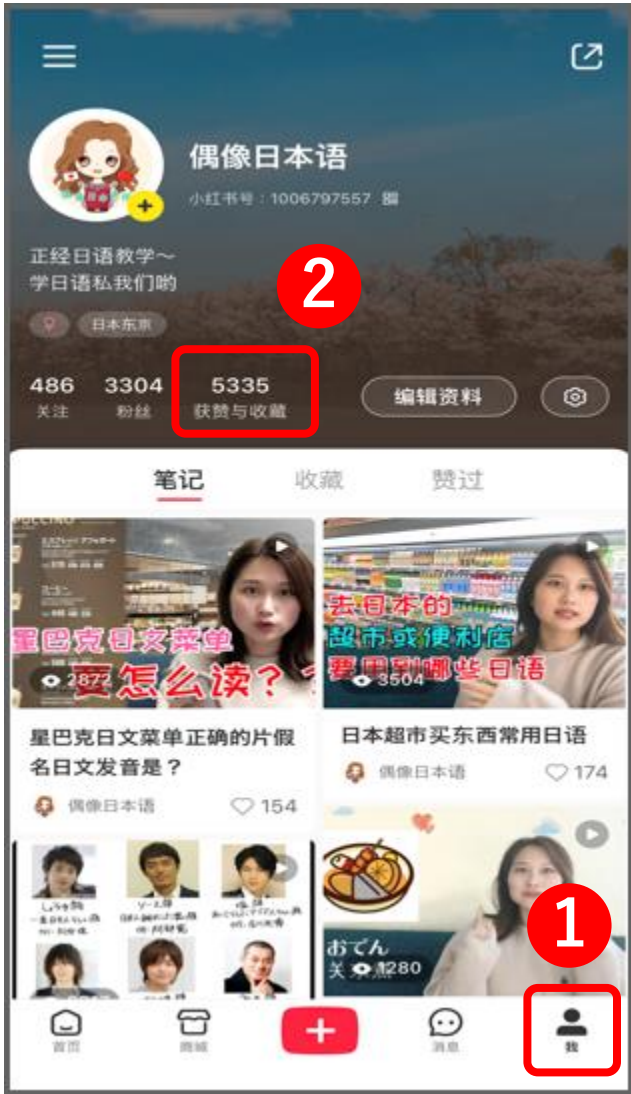 偶像日本语
小红书号：1006797557
正经日语教学～
学日语私我们哟
日本东京
2
486 3304 5335
关注 粉丝 获赞与收藏
编辑资料
笔记 收藏 赞过
星巴克日文菜单
要怎么读？
2872
星巴克日文菜单正确的片假
名日文发音是？
偶像日本语 154
去日本的
超市或便利店
要用到哪些日语
3504
日本超市买东西常用日语
偶像日本语 174
おでん
1280
1
首页 商城 消息 我